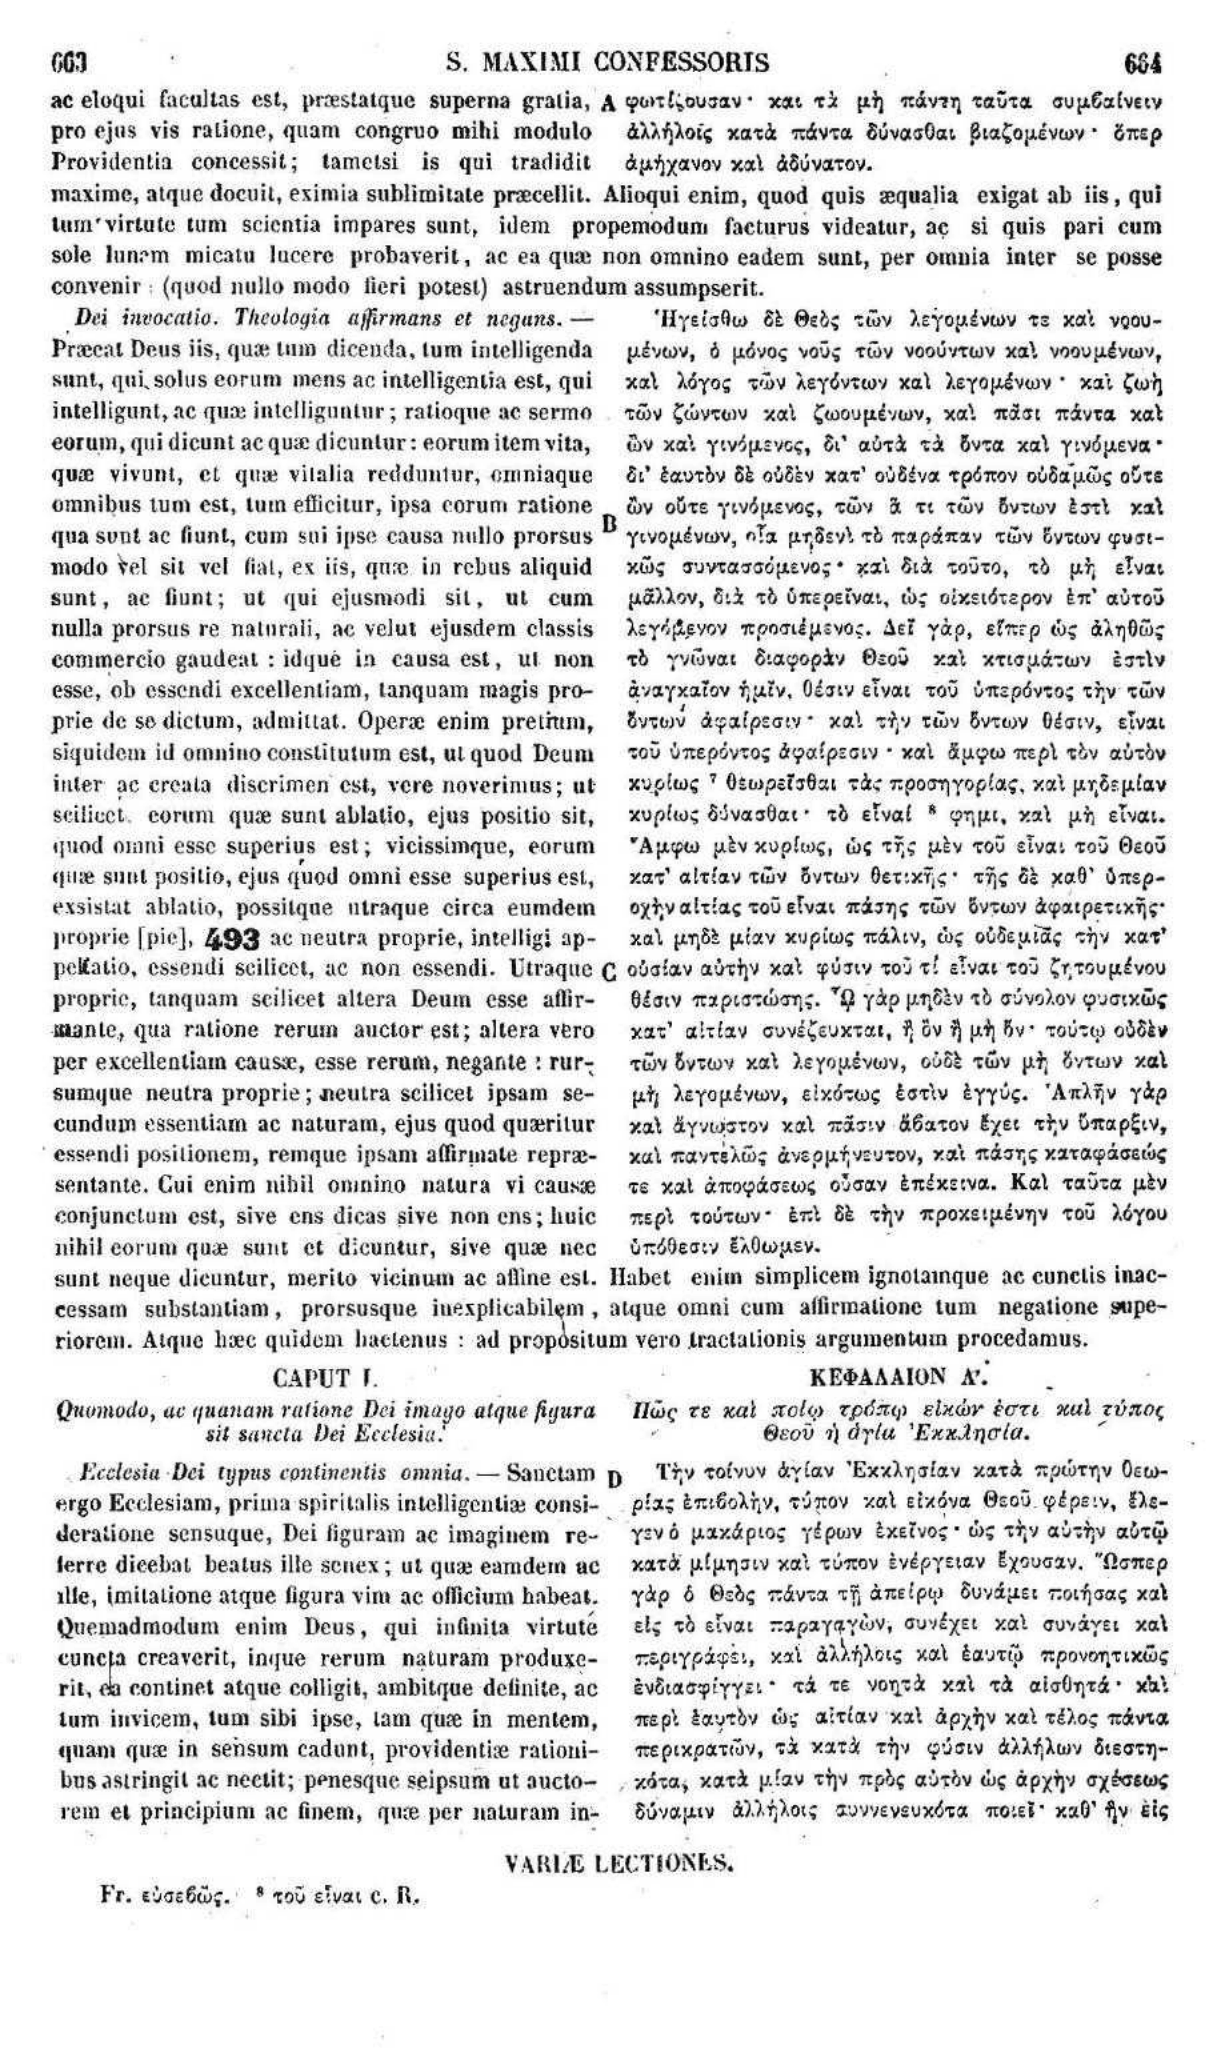 663 S. MAXIMI CONFESSORIS 664
ac eloqui facultas est, præstatque superna gratia,
pro ejus vis ratione, quam congruo mihi modulo
Providentia concessit; tametsi is qui tradidit
A φωτίζουσαν· καὶ τὰ μὴ πάντη ταῦτα συμβαίνειν
ἀλλήλοις κατὰ πάντα δύνασθαι βιαζομένων· ὅπερ
ἀμήχανον καὶ ἀδύνατον.
maxime, atque docuit, eximia sublimitate præcellit. Alioqui enim, quod quis æqualia exigat ab iis, qui
tum virtute tum scientia impares sunt, idem propemodum facturus videatur, ac si quis pari cum
sole lunam micatu lucere probaverit, ac ea quæ non omnino eadem sunt, per omnia inter se posse
convenir : (quod nullo modo fieri potest) astruendum assumpserit.
Dei invocatio. Theologia affirmans et negans. —
Præeat Deus iis, quæ tum dicenda, tum intelligenda
sunt, qui solus eorum mens ac intelligentia est, qui
intelligunt, ac quæ intelliguntur; ratioque ac sermo
eorum, qui dicunt ac quæ dicuntur: eorum item vita,
quæ vivunt, et quæ vitalia redduntur, omniaque
omnibus tum est, tum efficitur, ipsa eorum ratione
qua sunt ac fiunt, cum sui ipse causa nullo prorsus
modo vel sit vel fiat, ex iis, quæ in rebus aliquid
sunt, ac fiunt; ut qui ejusmodi sit, ut cum
nulla prorsus re naturali, ac velut ejusdem classis
commercio gaudeat : idque in causa est, ut non
esse, ob essendi excellentiam, tanquam magis pro-
prie de se dictum, admittat. Operæ enim pretium,
siquidem id omnino constitutum est, ut quod Deum
inter ac creata discrimen est, vere noverimus; ut
scilicet eorum quæ sunt ablatio, ejus positio sit,
quod omni esse superius est; vicissimque, eorum
quæ sunt positio, ejus quod omni esse superius est,
exsistat ablatio, possitque utraque circa eumdem
proprie [pie], 493 ac neutra proprie, intelligi ap-
pellatio, essendi scilicet, ac non essendi. Utraque
proprie, tanquam scilicet altera Deum esse affir-
mante, qua ratione rerum auctor est; altera vero
per excellentiam causæ, esse rerum, negante : rur-
sumque neutra proprie; neutra scilicet ipsam se-
cundum essentiam ac naturam, ejus quod quæritur
essendi positionem, remque ipsam affirmate repræ-
sentante. Cui enim nihil omnino natura vi causæ
conjunctum est, sive ens dicas sive non ens; huic
nihil eorum quæ sunt et dicuntur, sive quæ nec
Ἡγείσθω δὲ Θεὸς τῶν λεγομένων τε καὶ νοου-
μένων, ὁ μόνος νοῦς τῶν νοούντων καὶ νοουμένων,
καὶ λόγος τῶν λεγόντων καὶ λεγομένων· καὶ ζωὴ
τῶν ζώντων καὶ ζωουμένων, καὶ πᾶσι πάντα καὶ
ὢν καὶ γινόμενος, δι' αὐτὰ τὰ ὄντα καὶ γινόμενα·
δι' ἑαυτὸν δὲ οὐδὲν κατ' οὐδένα τρόπον οὐδαμῶς οὔτε
B ὢν οὔτε γινόμενος, τῶν ἅ τι τῶν ὄντων ἐστὶ καὶ
γινομένων, οἷα μηδενὶ τὸ παράπαν τῶν ὄντων φυσι-
κῶς συντασσόμενος· καὶ διὰ τοῦτο, τὸ μὴ εἶναι
μᾶλλον, διὰ τὸ ὑπερεῖναι, ὡς οἰκειότερον ἐπ' αὐτοῦ
λεγόμενον προσιέμενος. Δεῖ γὰρ, εἴπερ ὡς ἀληθῶς
τὸ γνῶναι διαφορὰν Θεοῦ καὶ κτισμάτων ἐστὶν
ἀναγκαῖον ἡμῖν, θέσιν εἶναι τοῦ ὑπερόντος τὴν τῶν
ὄντων ἀφαίρεσιν· καὶ τὴν τῶν ὄντων θέσιν, εἶναι
τοῦ ὑπερόντος ἀφαίρεσιν· καὶ ἄμφω περὶ τὸν αὐτὸν
κυρίως ⁷ θεωρεῖσθαι τὰς προσηγορίας, καὶ μηδεμίαν
κυρίως δύνασθαι· τὸ εἶναί ⁸ φημι, καὶ μὴ εἶναι.
Ἄμφω μὲν κυρίως, ὡς τῆς μὲν τοῦ εἶναι τοῦ Θεοῦ
κατ' αἰτίαν τῶν ὄντων θετικῆς· τῆς δὲ καθ' ὑπερ-
οχὴν αἰτίας τοῦ εἶναι πάσης τῶν ὄντων ἀφαιρετικῆς·
καὶ μηδὲ μίαν κυρίως πάλιν, ὡς οὐδεμιᾶς τὴν κατ'
C οὐσίαν αὐτὴν καὶ φύσιν τοῦ τί εἶναι τοῦ ζητουμένου
θέσιν παριστώσης. ᾯ γὰρ μηδὲν τὸ σύνολον φυσικῶς
κατ' αἰτίαν συνέζευκται, ἢ ὂν ἢ μὴ ὄν· τούτῳ οὐδὲν
τῶν ὄντων καὶ λεγομένων, οὐδὲ τῶν μὴ ὄντων καὶ
μὴ λεγομένων, εἰκότως ἐστὶν ἐγγύς. Ἁπλῆν γὰρ
καὶ ἄγνωστον καὶ πᾶσιν ἄβατον ἔχει τὴν ὕπαρξιν,
καὶ παντελῶς ἀνερμήνευτον, καὶ πάσης καταφάσεώς
τε καὶ ἀποφάσεως οὖσαν ἐπέκεινα. Καὶ ταῦτα μὲν
περὶ τούτων· ἐπὶ δὲ τὴν προκειμένην τοῦ λόγου
ὑπόθεσιν ἔλθωμεν.
sunt neque dicuntur, merito vicinum ac affine est. Habet enim simplicem ignotamque ac cunctis inac-
cessam substantiam, prorsusque inexplicabilem, atque omni cum affirmatione tum negatione supe-
riorem. Atque hæc quidem hactenus : ad propositum vero tractationis argumentum procedamus.
CAPUT I.
Quomodo, ac quanam ratione Dei imago atque figura
sit sancta Dei Ecclesia.
Ecclesia Dei typus continentis omnia. — Sanctam
ergo Ecclesiam, prima spiritalis intelligentiæ consi-
deratione sensuque, Dei figuram ac imaginem re-
ferre dicebat beatus ille senex; ut quæ eamdem ac
ille, imitatione atque figura vim ac officium habeat.
Quemadmodum enim Deus, qui infinita virtute
cuncta creaverit, inque rerum naturam produxe-
rit, ea continet atque colligit, ambitque definite, ac
tum invicem, tum sibi ipse, tam quæ in mentem,
quam quæ in sensum cadunt, providentiæ rationi-
bus astringit ac nectit; penesque seipsum ut aucto-
rem et principium ac finem, quæ per naturam in-
ΚΕΦΑΛΑΙΟΝ Α'.
Πῶς τε καὶ ποίῳ τρόπῳ εἰκών ἐστι καὶ τύπος
Θεοῦ ἡ ἁγία Ἐκκλησία.
D Τὴν τοίνυν ἁγίαν Ἐκκλησίαν κατὰ πρώτην θεω-
ρίας ἐπιβολὴν, τύπον καὶ εἰκόνα Θεοῦ φέρειν, ἔλε-
γεν ὁ μακάριος γέρων ἐκεῖνος· ὡς τὴν αὐτὴν αὐτῷ
κατὰ μίμησιν καὶ τύπον ἐνέργειαν ἔχουσαν. Ὥσπερ
γὰρ ὁ Θεὸς πάντα τῇ ἀπείρῳ δυνάμει ποιήσας καὶ
εἰς τὸ εἶναι παραγαγὼν, συνέχει καὶ συνάγει καὶ
περιγράφει, καὶ ἀλλήλοις καὶ ἑαυτῷ προνοητικῶς
ἐνδιασφίγγει· τά τε νοητὰ καὶ τὰ αἰσθητά· καὶ
περὶ ἑαυτὸν ὡς αἰτίαν καὶ ἀρχὴν καὶ τέλος πάντα
περικρατῶν, τὰ κατὰ τὴν φύσιν ἀλλήλων διεστη-
κότα, κατὰ μίαν τὴν πρὸς αὐτὸν ὡς ἀρχὴν σχέσεως
δύναμιν ἀλλήλοις συννενευκότα ποιεῖ· καθ' ἣν εἰς
VARIÆ LECTIONES.
Fr. εὐσεβῶς. ⁸ τοῦ εἶναι c. R.